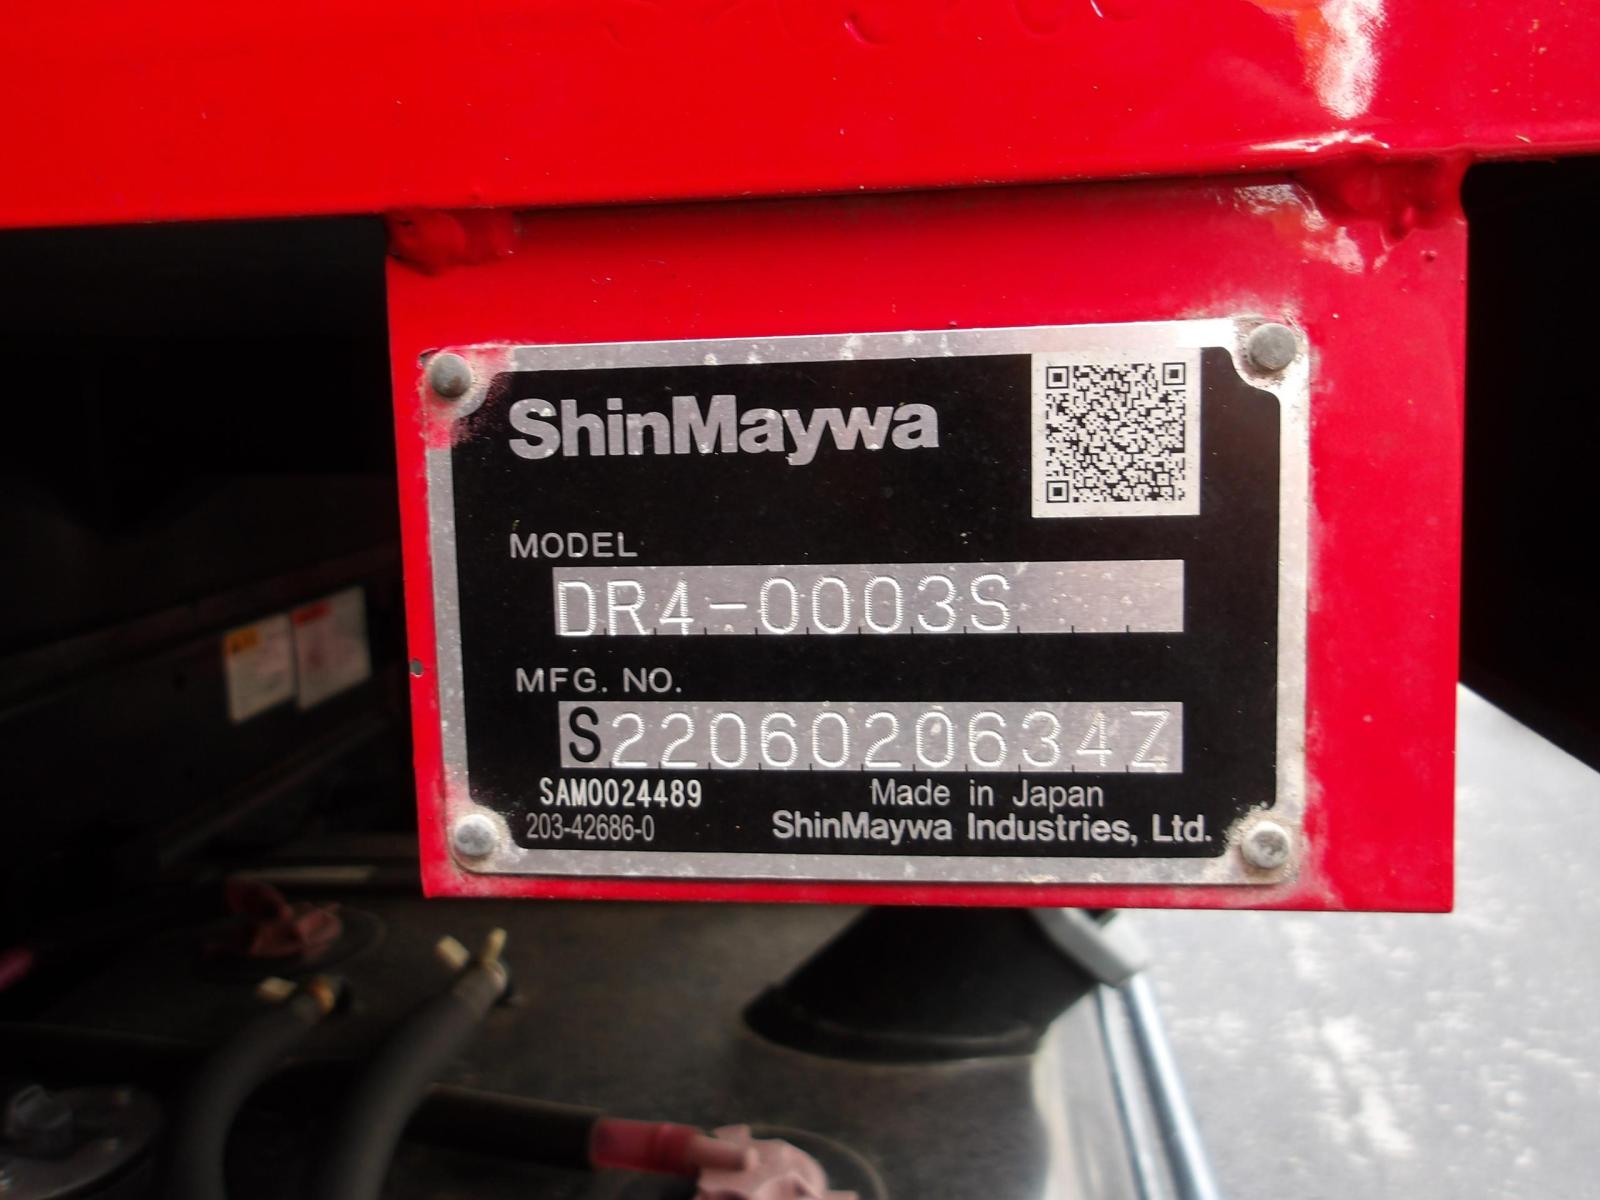 ShinMaywa
MODEL
DR4-0003S
MFG. NO.
S2206020634Z
SAM0024489
Made in Japan
203-42686-0
ShinMaywa Industries, Ltd.